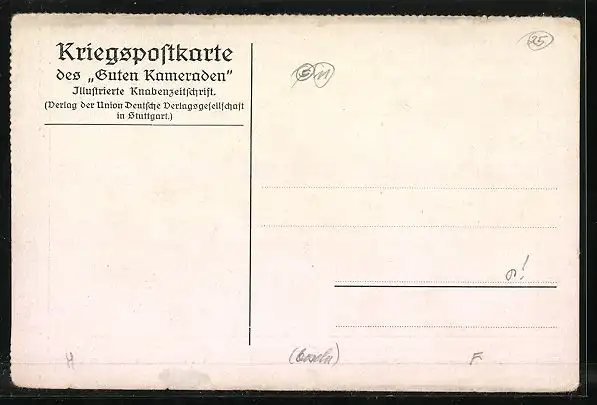 Kriegspostkarte
des „Guten Kameraden"
Illustrierte Knabenzeitschrift.
(Verlag der Union Deutsche Verlagsgesellschaft
in Stuttgart.)
25
H
F